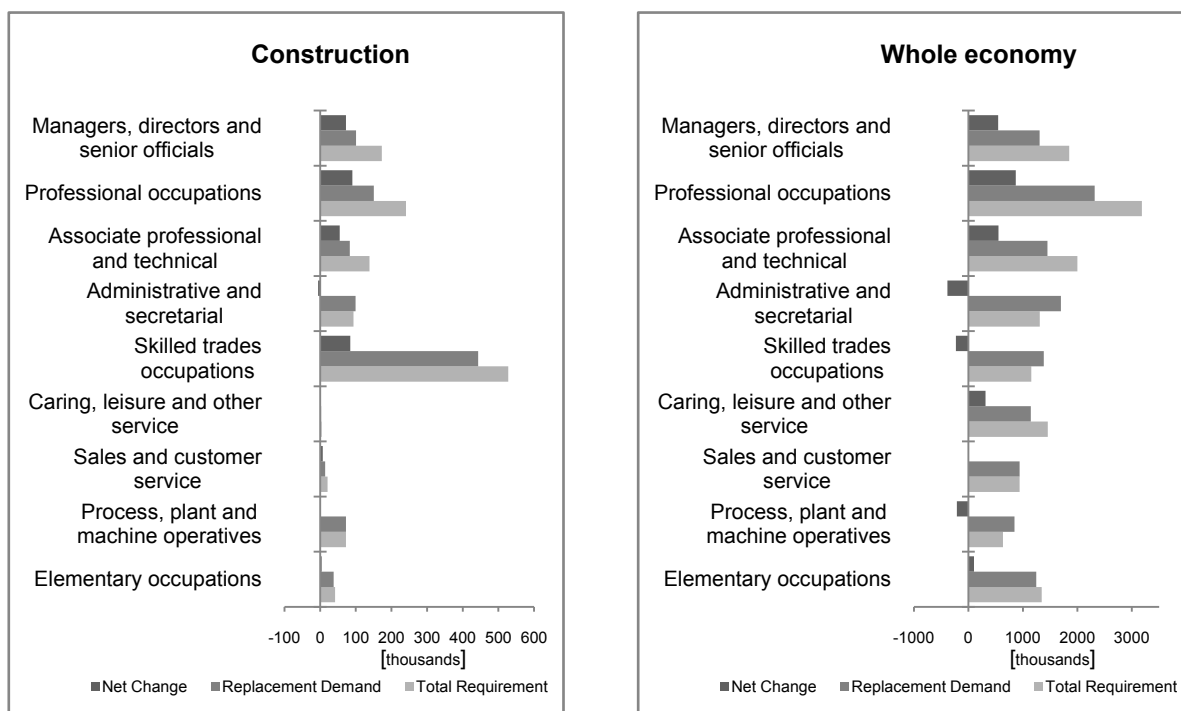 Construction
Managers, directors and
senior officials
Professional occupations
Associate professional
and technical
Administrative and
secretarial
Skilled trades
occupations
Caring, leisure and other
service
Sales and customer
service
Process, plant and
machine operatives
Elementary occupations
-100 0 100 200 300 400 500 600
[thousands]
Net Change Replacement Demand Total Requirement
Whole economy
Managers, directors and
senior officials
Professional occupations
Associate professional
and technical
Administrative and
secretarial
Skilled trades
occupations
Caring, leisure and other
service
Sales and customer
service
Process, plant and
machine operatives
Elementary occupations
-1000 0 1000 2000 3000
[thousands]
Net Change Replacement Demand Total Requirement